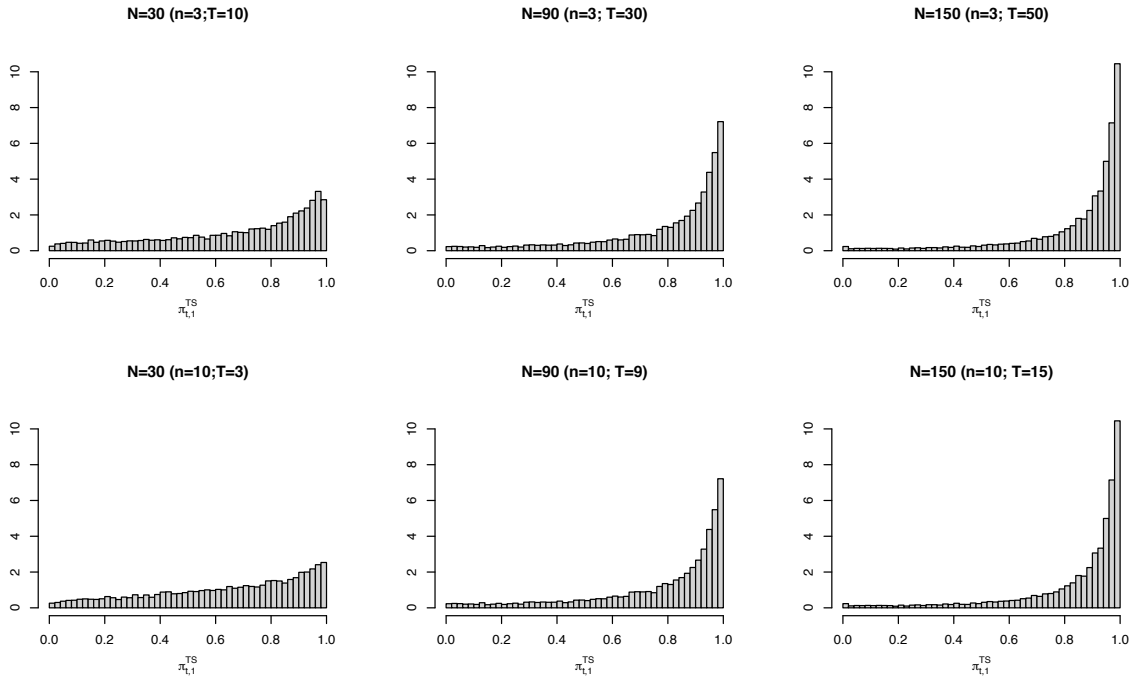 N=30 (n=3;T=10)
N=90 (n=3; T=30)
N=150 (n=3; T=50)
0 2 4 6 8 10
0.0 0.2 0.4 0.6 0.8 1.0
π_{t,1}^{TS}
0 2 4 6 8 10
0.0 0.2 0.4 0.6 0.8 1.0
π_{t,1}^{TS}
0 2 4 6 8 10
0.0 0.2 0.4 0.6 0.8 1.0
π_{t,1}^{TS}
N=30 (n=10;T=3)
N=90 (n=10; T=9)
N=150 (n=10; T=15)
0 2 4 6 8 10
0.0 0.2 0.4 0.6 0.8 1.0
π_{t,1}^{TS}
0 2 4 6 8 10
0.0 0.2 0.4 0.6 0.8 1.0
π_{t,1}^{TS}
0 2 4 6 8 10
0.0 0.2 0.4 0.6 0.8 1.0
π_{t,1}^{TS}